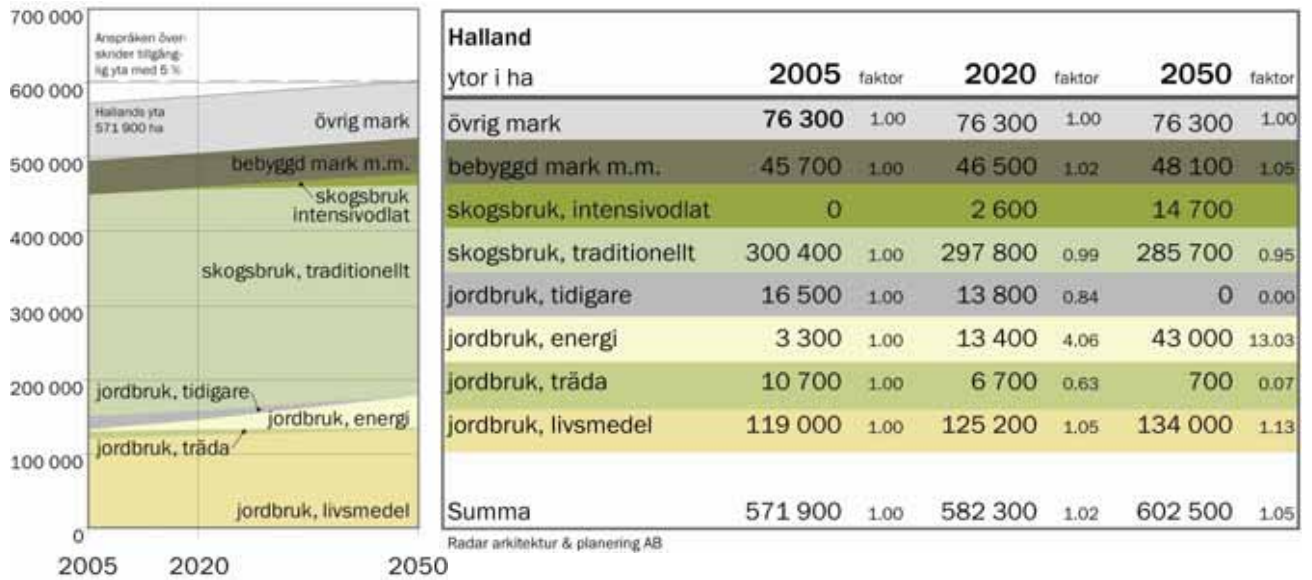 700 000
600 000
500 000
400 000
300 000
200 000
100 000
0
2005 2020 2050
Anspråken över-
skrider tillgäng-
lig yta med 5 %
Hallands yta
571 900 ha
övrig mark
bebyggd mark m.m.
skogsbruk
intensivodlat
skogsbruk, traditionellt
jordbruk, tidigare
jordbruk, energi
jordbruk, träda
jordbruk, livsmedel
Halland
ytor i ha 2005 faktor 2020 faktor 2050 faktor
övrig mark 76 300 1.00 76 300 1.00 76 300 1.00
bebyggd mark m.m. 45 700 1.00 46 500 1.02 48 100 1.05
skogsbruk, intensivodlat 0 2 600 14 700
skogsbruk, traditionellt 300 400 1.00 297 800 0.99 285 700 0.95
jordbruk, tidigare 16 500 1.00 13 800 0.84 0 0.00
jordbruk, energi 3 300 1.00 13 400 4.06 43 000 13.03
jordbruk, träda 10 700 1.00 6 700 0.63 700 0.07
jordbruk, livsmedel 119 000 1.00 125 200 1.05 134 000 1.13
Summa 571 900 1.00 582 300 1.02 602 500 1.05
Radar arkitektur & planering AB